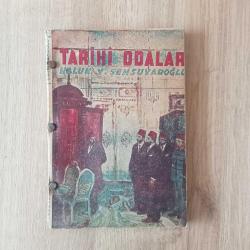 TARİHİ ODALAR
HALUK Y. ŞEHSUVAROĞLU